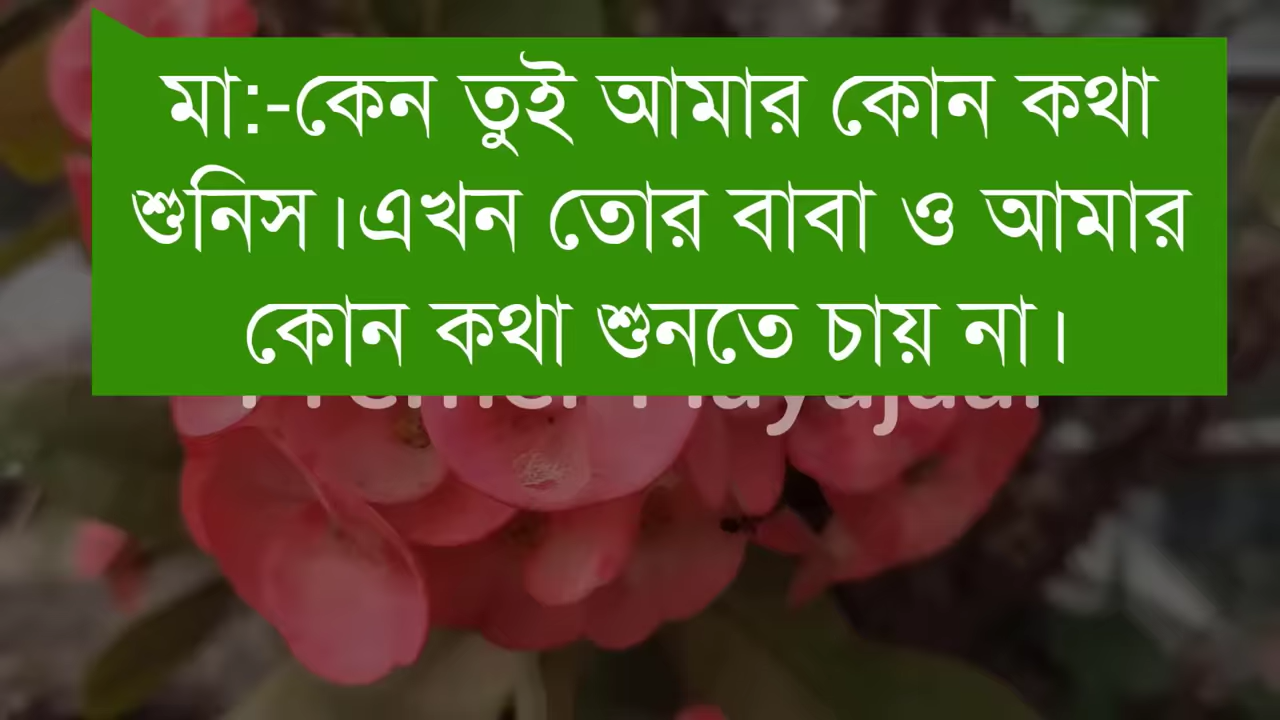 মা:-কেন তুই আমার কোন কথা
শুনিস।এখন তোর বাবা ও আমার
কোন কথা শুনতে চায় না।